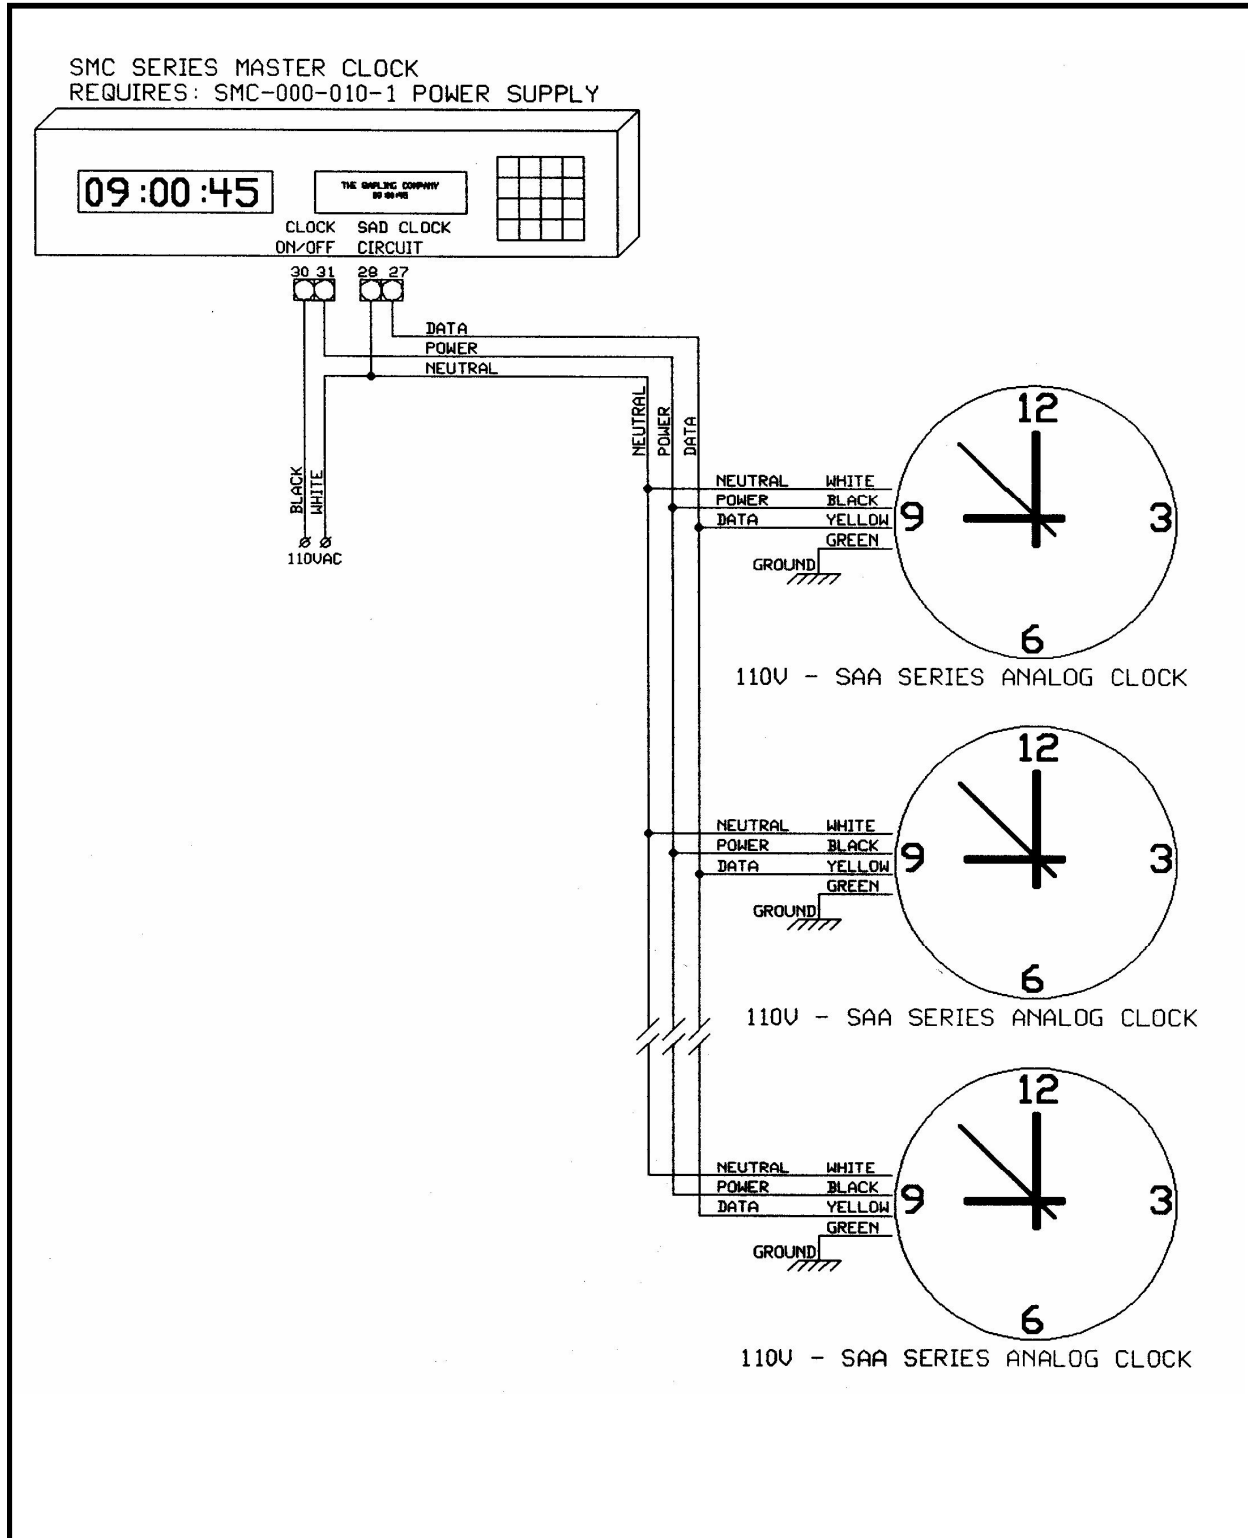 SMC SERIES MASTER CLOCK
REQUIRES: SMC-000-010-1 POWER SUPPLY
09:00:45
THE COMPANY
CLOCK SAD CLOCK
ON/OFF CIRCUIT
30 31 28 27
DATA
POWER
NEUTRAL
NEUTRAL
POWER
DATA
BLACK
WHITE
110VAC
12
3
6
9
NEUTRAL WHITE
POWER BLACK
DATA YELLOW
GREEN
GROUND
110V - SAA SERIES ANALOG CLOCK
12
3
6
9
NEUTRAL WHITE
POWER BLACK
DATA YELLOW
GREEN
GROUND
110V - SAA SERIES ANALOG CLOCK
12
3
6
9
NEUTRAL WHITE
POWER BLACK
DATA YELLOW
GREEN
GROUND
110V - SAA SERIES ANALOG CLOCK